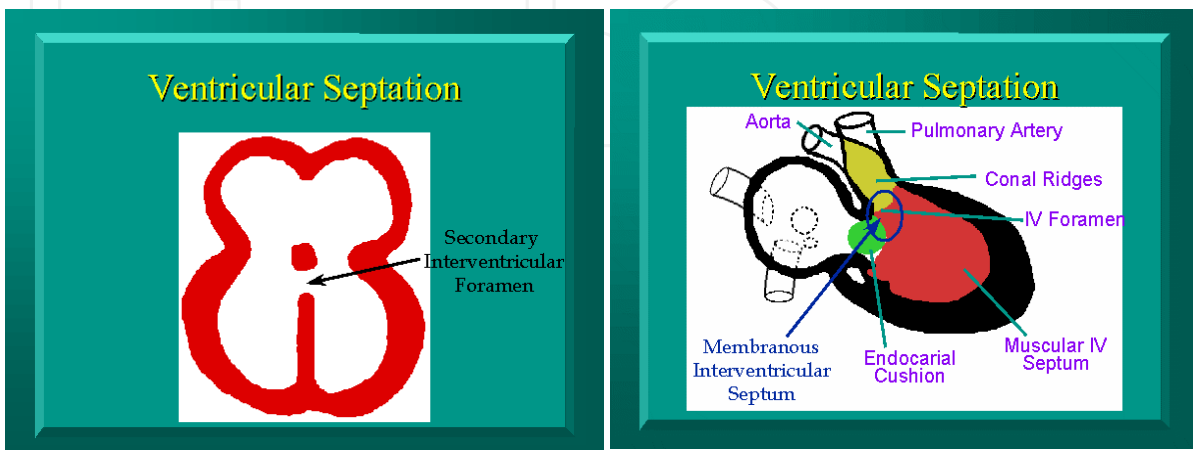 Ventricular Septation
Secondary
Interventricular
Foramen
Ventricular Septation
Aorta
Pulmonary Artery
Conal Ridges
IV Foramen
Membranous
Interventricular
Septum
Endocarial
Cushion
Muscular IV
Septum